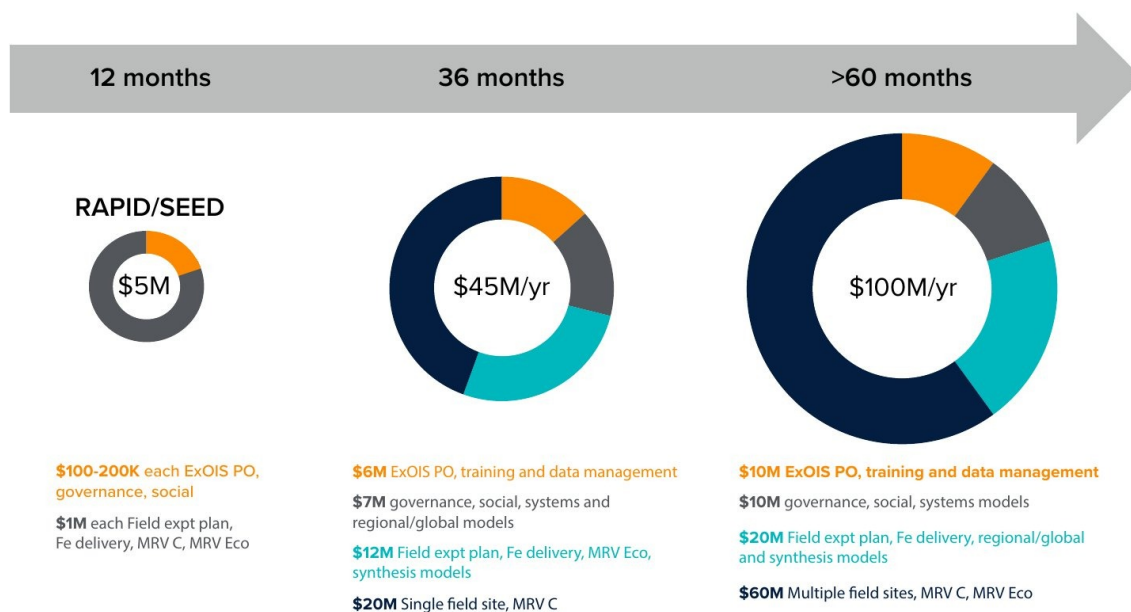 12 months
36 months
>60 months
RAPID/SEED
$5M
$45M/yr
$100M/yr
$100-200K each ExOIS PO,
governance, social
$1M each Field expt plan,
Fe delivery, MRV C, MRV Eco
$6M ExOIS PO, training and data management
$7M governance, social, systems and
regional/global models
$12M Field expt plan, Fe delivery, MRV Eco,
synthesis models
$20M Single field site, MRV C
$10M ExOIS PO, training and data management
$10M governance, social, systems models
$20M Field expt plan, Fe delivery, regional/global
and synthesis models
$60M Multiple field sites, MRV C, MRV Eco